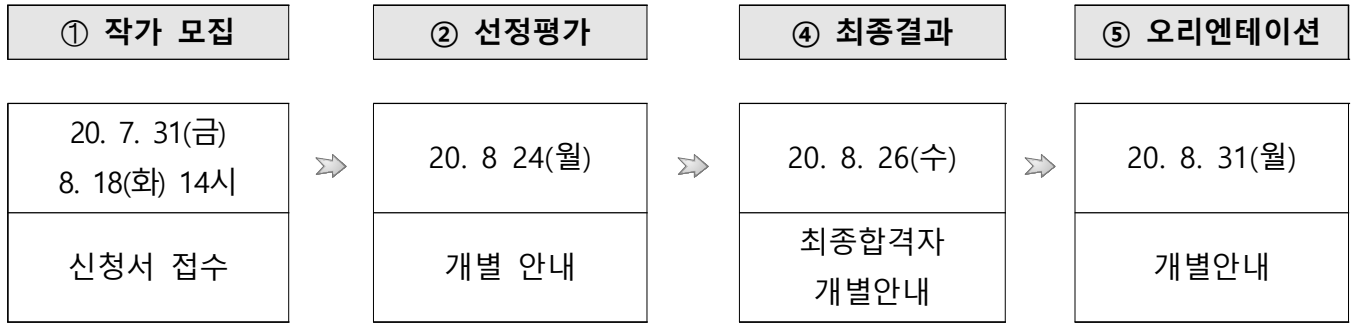 ① 작가 모집
② 선정평가
④ 최종결과
⑤ 오리엔테이션
20. 7. 31(금)
8. 18(화) 14시
20. 8 24(월)
20. 8. 26(수)
20. 8. 31(월)
신청서 접수
개별 안내
최종합격자
개별안내
개별안내